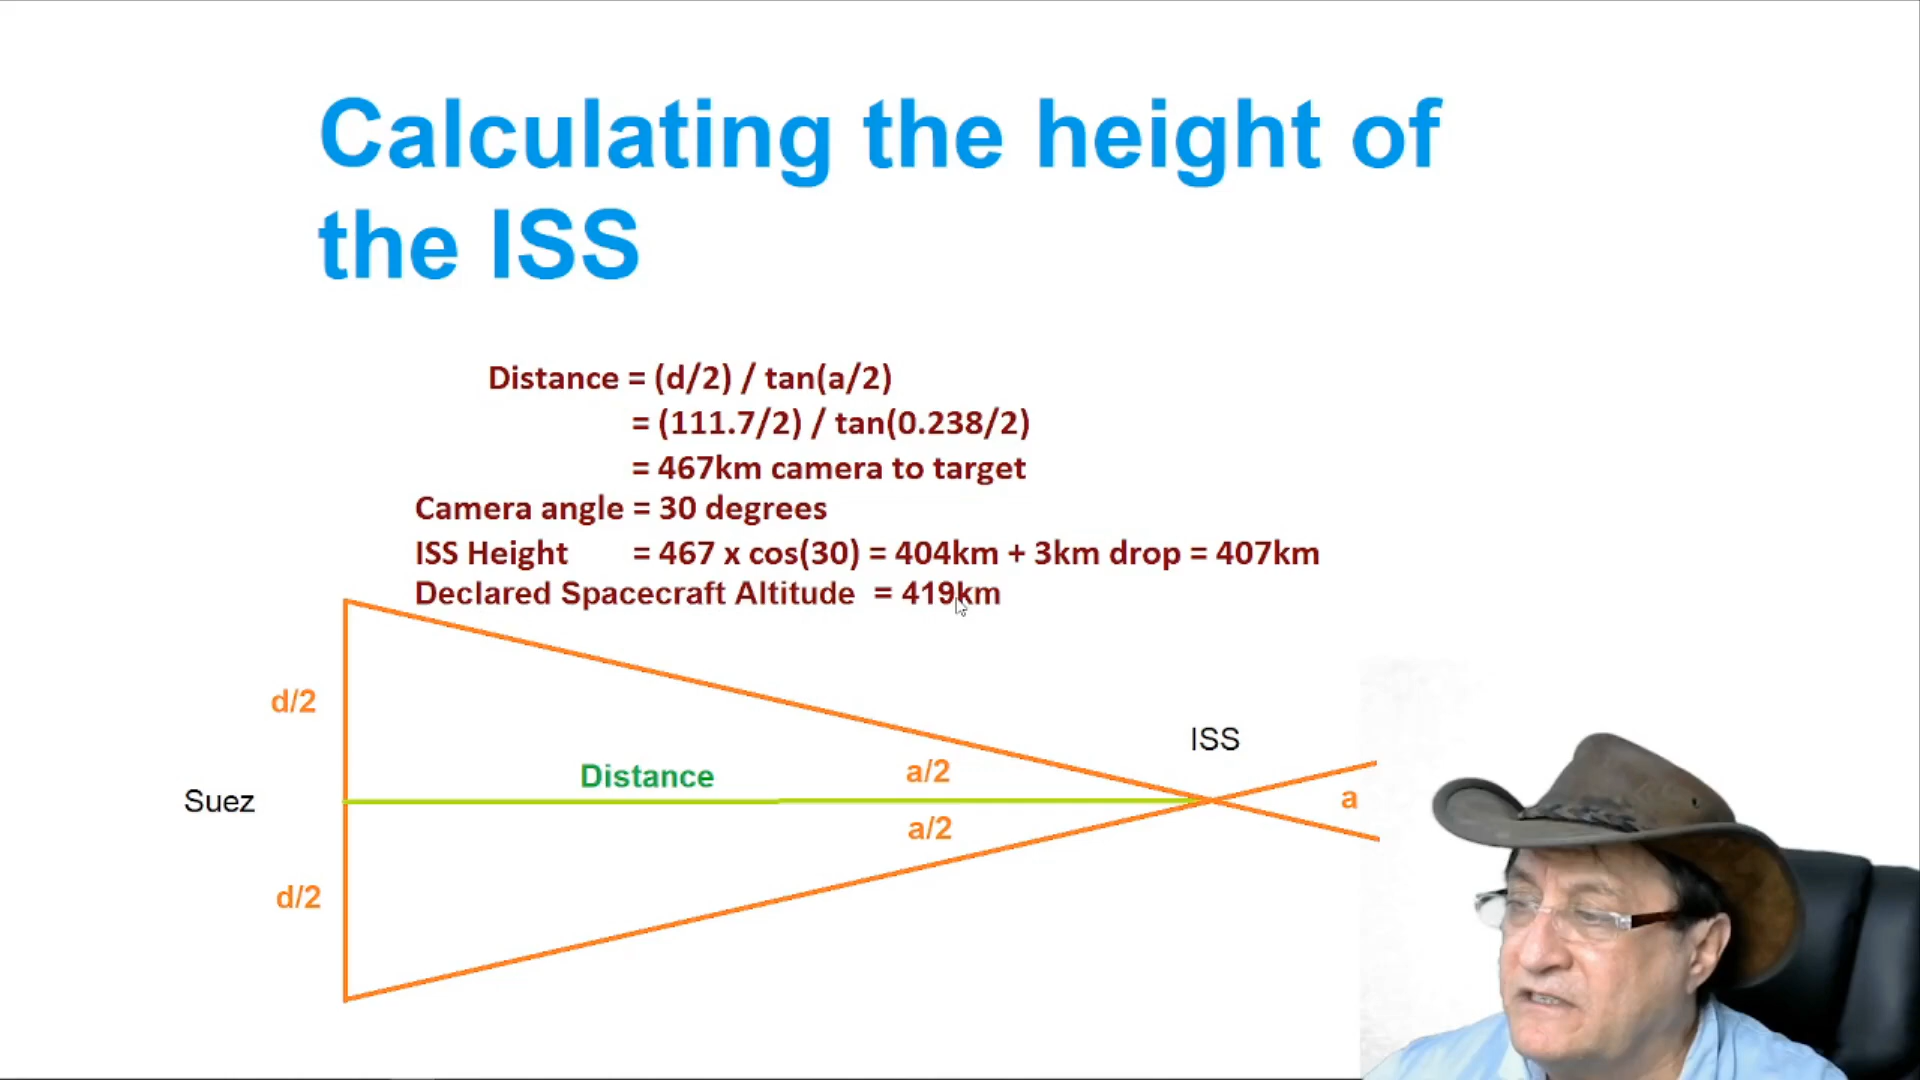 Calculating the height of
the ISS
Distance = (d/2) / tan(a/2)
= (111.7/2) / tan(0.238/2)
= 467km camera to target
Camera angle = 30 degrees
ISS Height = 467 x cos(30) = 404km + 3km drop = 407km
Declared Spacecraft Altitude = 419km
d/2
ISS
Distance
a/2
Suez
a
a/2
d/2